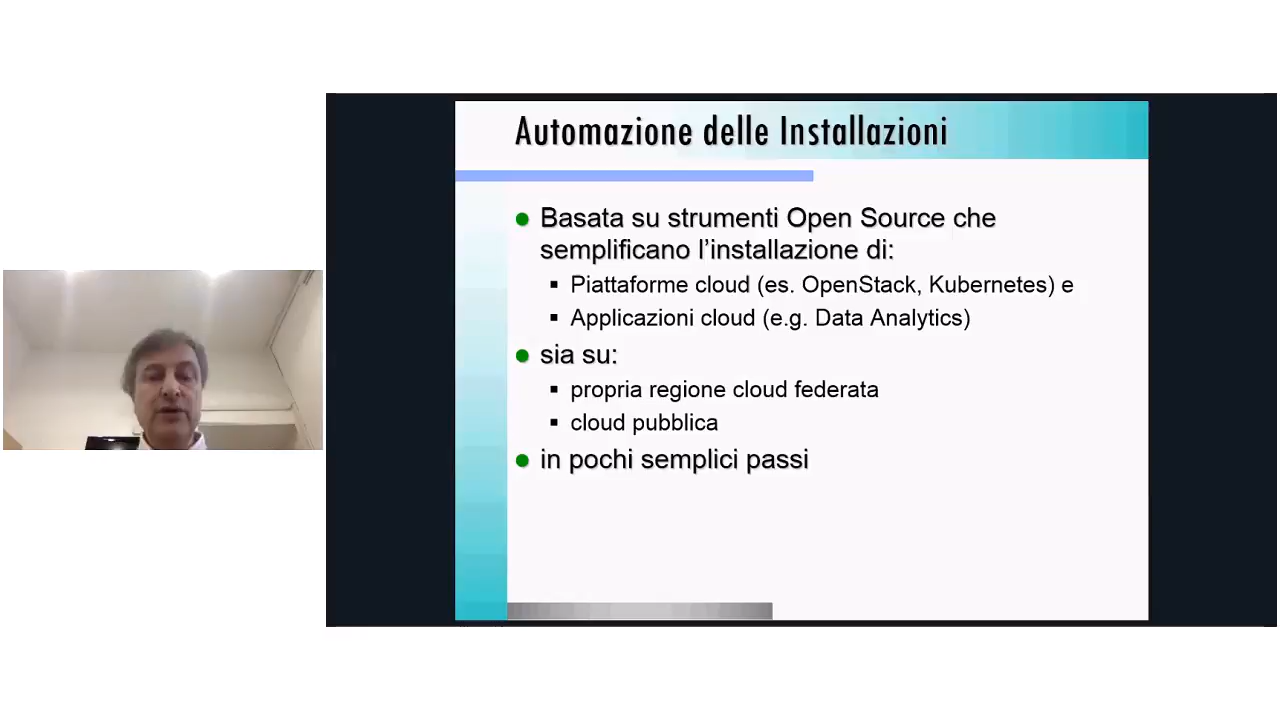 Automazione delle Installazioni
Basata su strumenti Open Source che
semplificano l’installazione di:
Piattaforme cloud (es. OpenStack, Kubernetes) e
Applicazioni cloud (e.g. Data Analytics)
sia su:
propria regione cloud federata
cloud pubblica
in pochi semplici passi